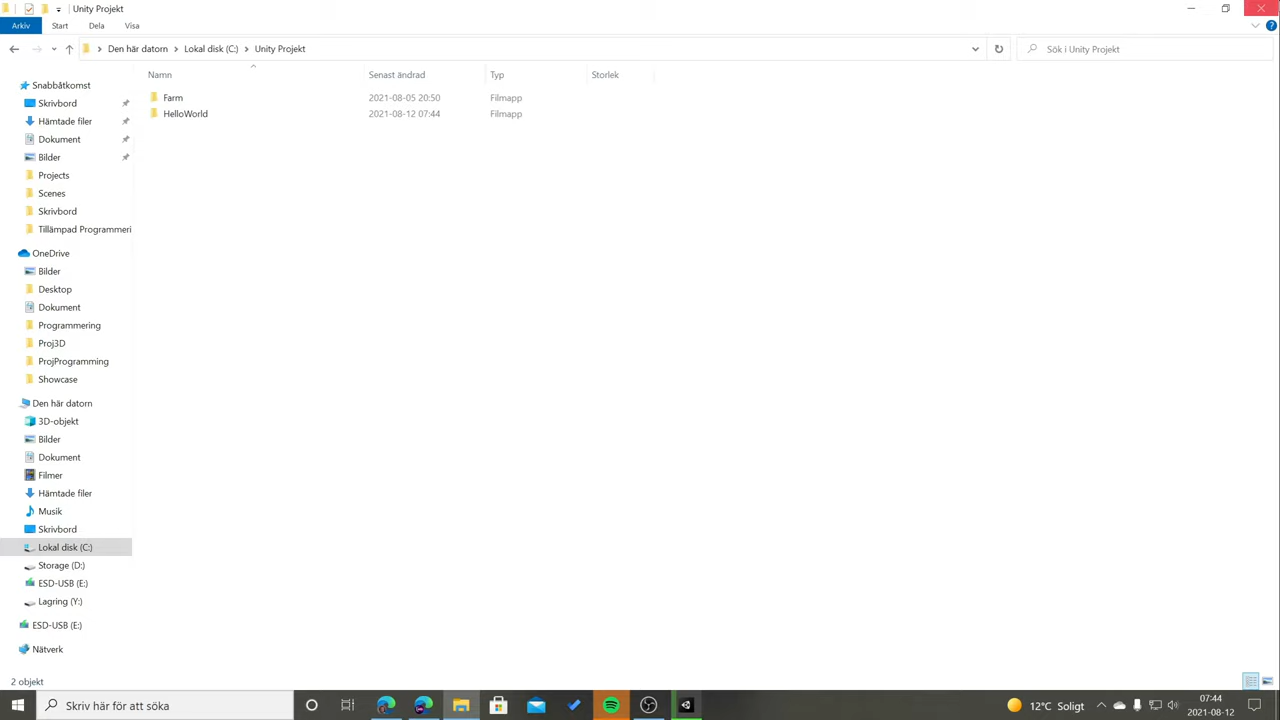 Unity Projekt
Arkiv Start Dela Visa
Den här datorn > Lokal disk (C:) > Unity Projekt
Sök i Unity Projekt
Namn Senast ändrad Typ Storlek
Farm 2021-08-05 20:50 Filmapp
HelloWorld 2021-08-12 07:44 Filmapp
Snabbåtkomst
Skrivbord
Hämtade filer
Dokument
Bilder
Projects
Scenes
Skrivbord
Tillämpad Programmeri
OneDrive
Bilder
Desktop
Dokument
Programmering
Proj3D
ProjProgramming
Showcase
Den här datorn
3D-objekt
Bilder
Dokument
Filmer
Hämtade filer
Musik
Skrivbord
Lokal disk (C:)
Storage (D:)
ESD-USB (E:)
Lagring (Y:)
ESD-USB (E:)
Nätverk
2 objekt
Skriv här för att söka
12°C Soligt
07:44
2021-08-12